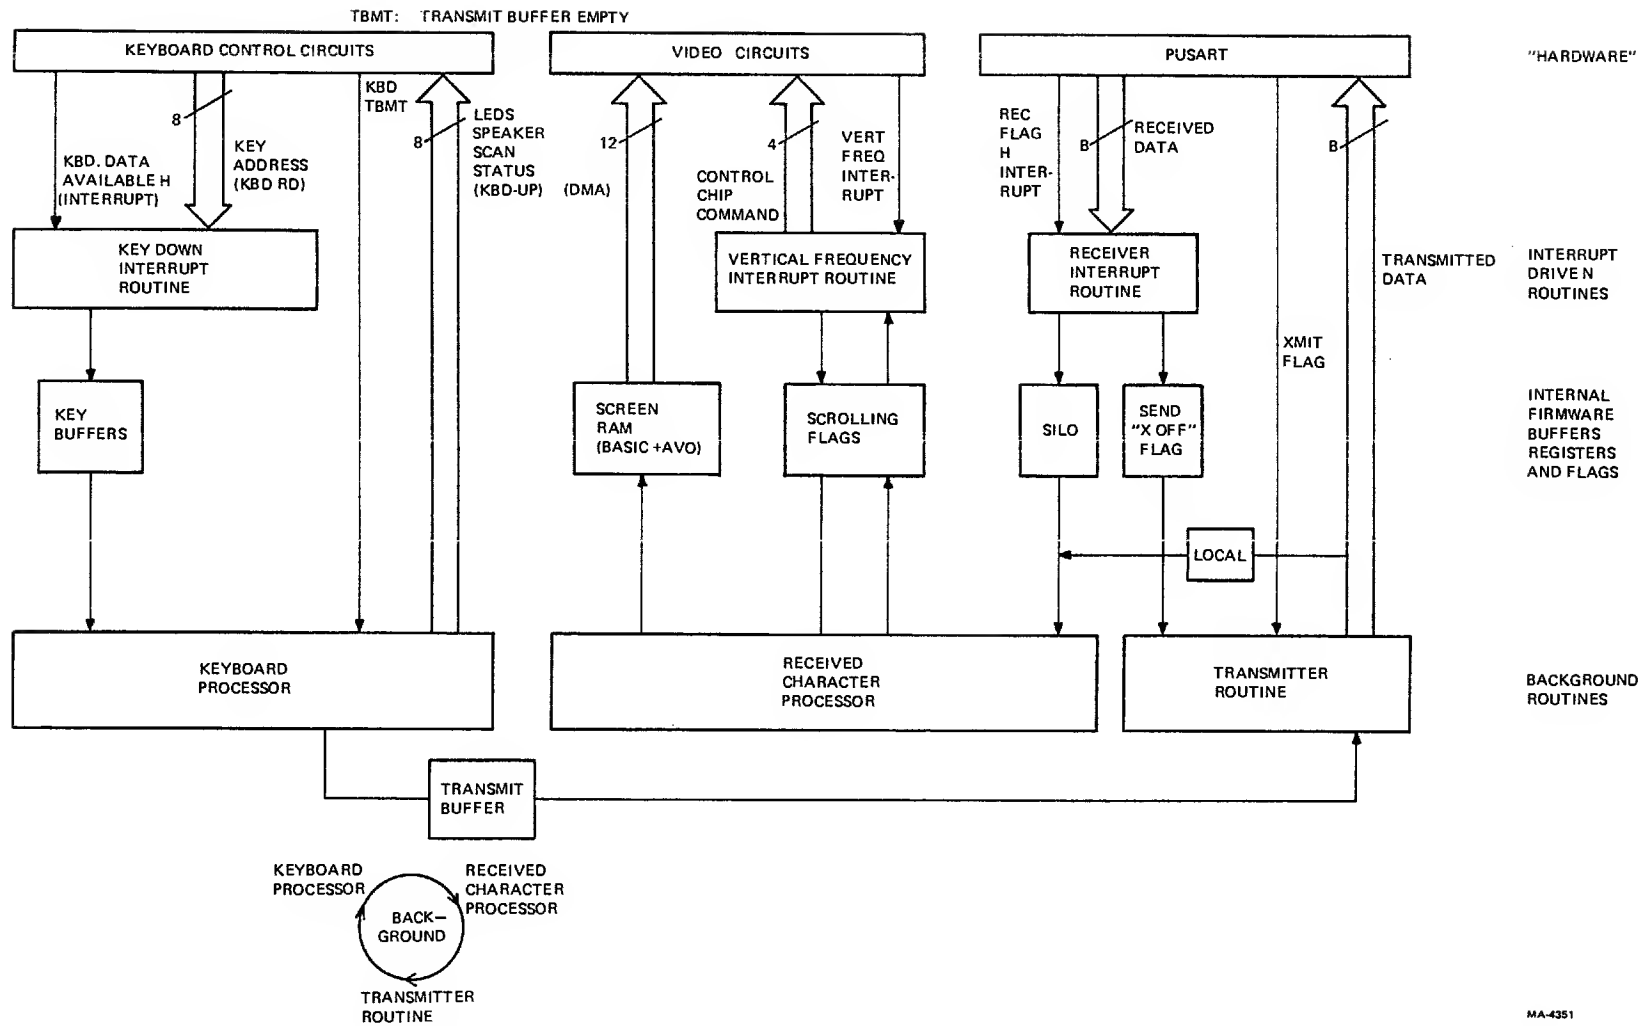 TBMT: TRANSMIT BUFFER EMPTY
KEYBOARD CONTROL CIRCUITS
VIDEO CIRCUITS
PUSART
"HARDWARE"
8
KBD. DATA
AVAILABLE H
(INTERRUPT)
KEY
ADDRESS
(KBD RD)
KBD
TBMT
8
LEDS
SPEAKER
SCAN
STATUS
(KBD-UP)
(DMA)
12
4
CONTROL
CHIP
COMMAND
VERT
FREQ
INTER-
RUPT
REC
FLAG
H
INTER-
RUPT
B
RECEIVED
DATA
B
TRANSMITTED
DATA
KEY DOWN
INTERRUPT
ROUTINE
VERTICAL FREQUENCY
INTERRUPT ROUTINE
RECEIVER
INTERRUPT
ROUTINE
INTERRUPT
DRIVEN
ROUTINES
XMIT
FLAG
KEY
BUFFERS
SCREEN
RAM
(BASIC +AVO)
SCROLLING
FLAGS
SILO
SEND
"X OFF"
FLAG
INTERNAL
FIRMWARE
BUFFERS
REGISTERS
AND FLAGS
LOCAL
KEYBOARD
PROCESSOR
RECEIVED
CHARACTER
PROCESSOR
TRANSMITTER
ROUTINE
BACKGROUND
ROUTINES
TRANSMIT
BUFFER
KEYBOARD
PROCESSOR
RECEIVED
CHARACTER
PROCESSOR
BACK–
GROUND
TRANSMITTER
ROUTINE
MA-4351